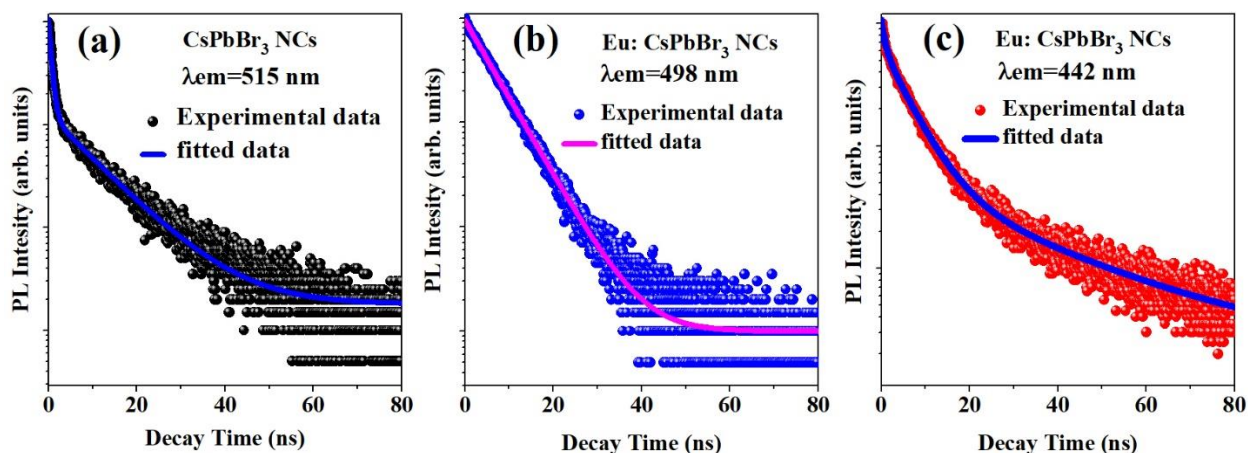 (a)
CsPbBr₃ NCs
λem=515 nm
Experimental data
fitted data
PL Intesity (arb. units)
0 20 40 60 80
Decay Time (ns)
(b)
Eu: CsPbBr₃ NCs
λem=498 nm
Experimental data
fitted data
PL Intesity (arb. units)
0 20 40 60 80
Decay Time (ns)
(c)
Eu: CsPbBr₃ NCs
λem=442 nm
Experimental data
fitted data
PL Intesity (arb. units)
0 20 40 60 80
Decay Time (ns)